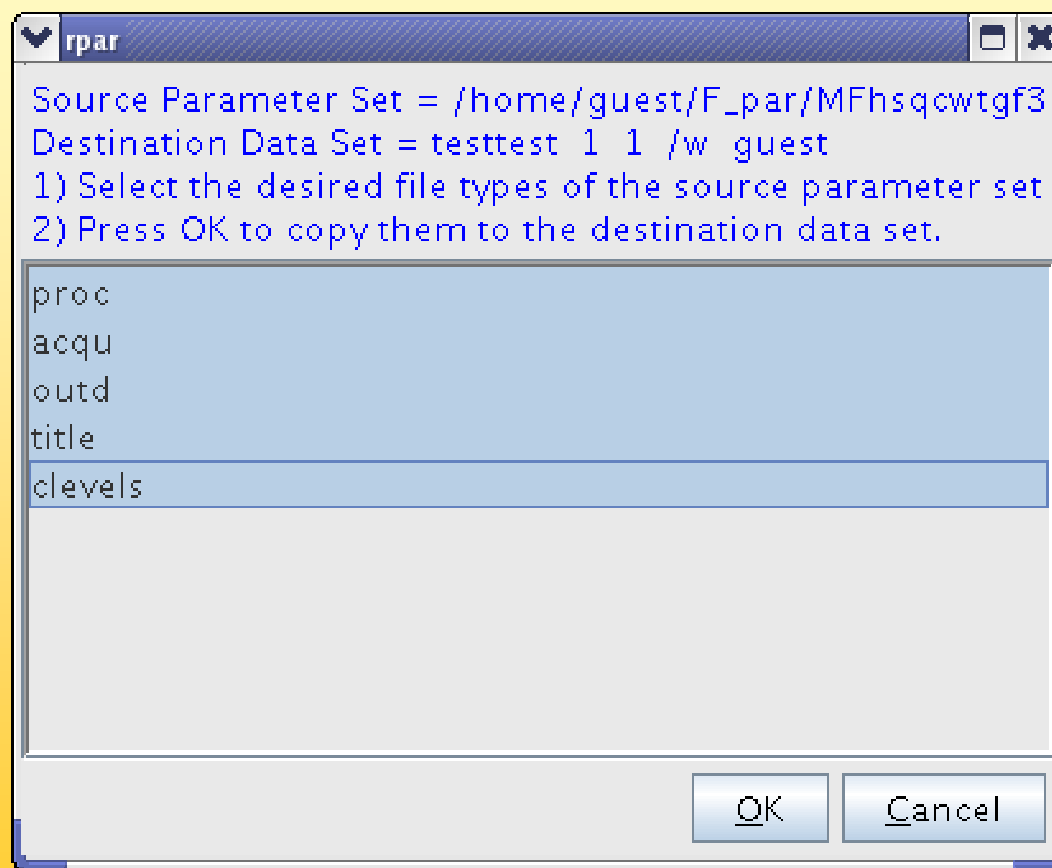 rpar
Source Parameter Set = /home/guest/F_par/MFhsqcwtgf3
Destination Data Set = testtest 1 1 /w guest
1) Select the desired file types of the source parameter set
2) Press OK to copy them to the destination data set.
proc
acqu
outd
title
clevels
OK Cancel